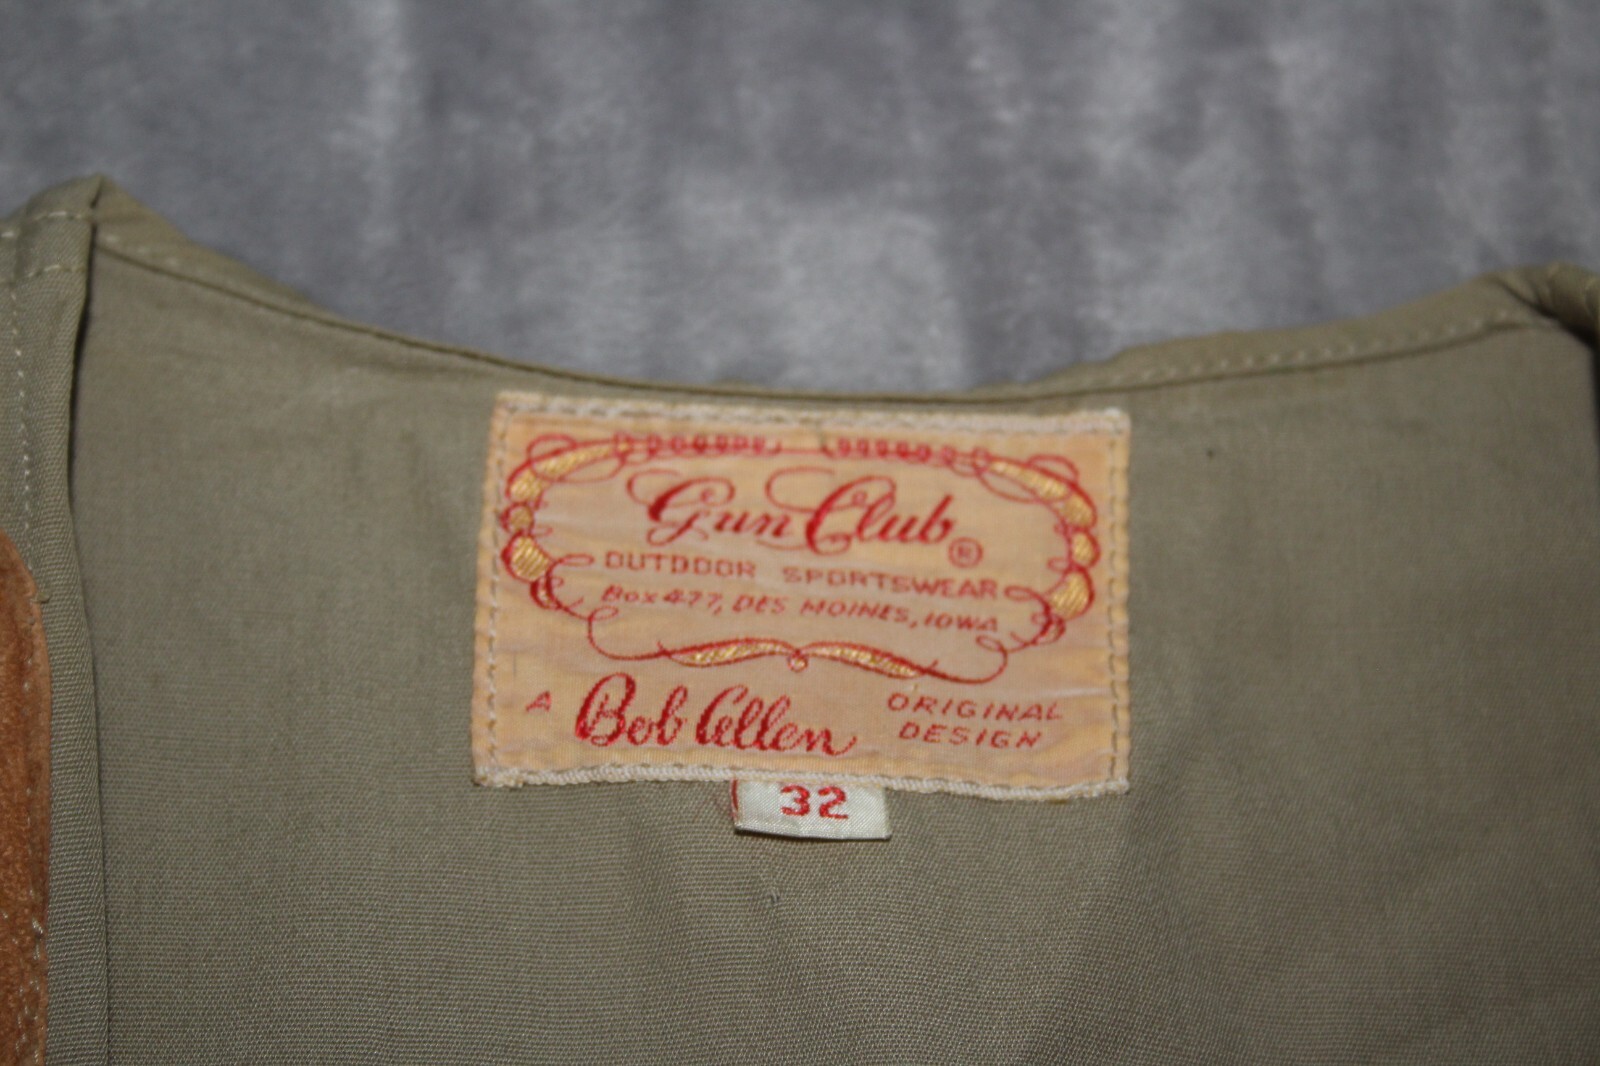 Gun Club ®
OUTDOOR SPORTSWEAR
Box 477, DES MOINES, IOWA
A Bob Allen ORIGINAL DESIGN
32